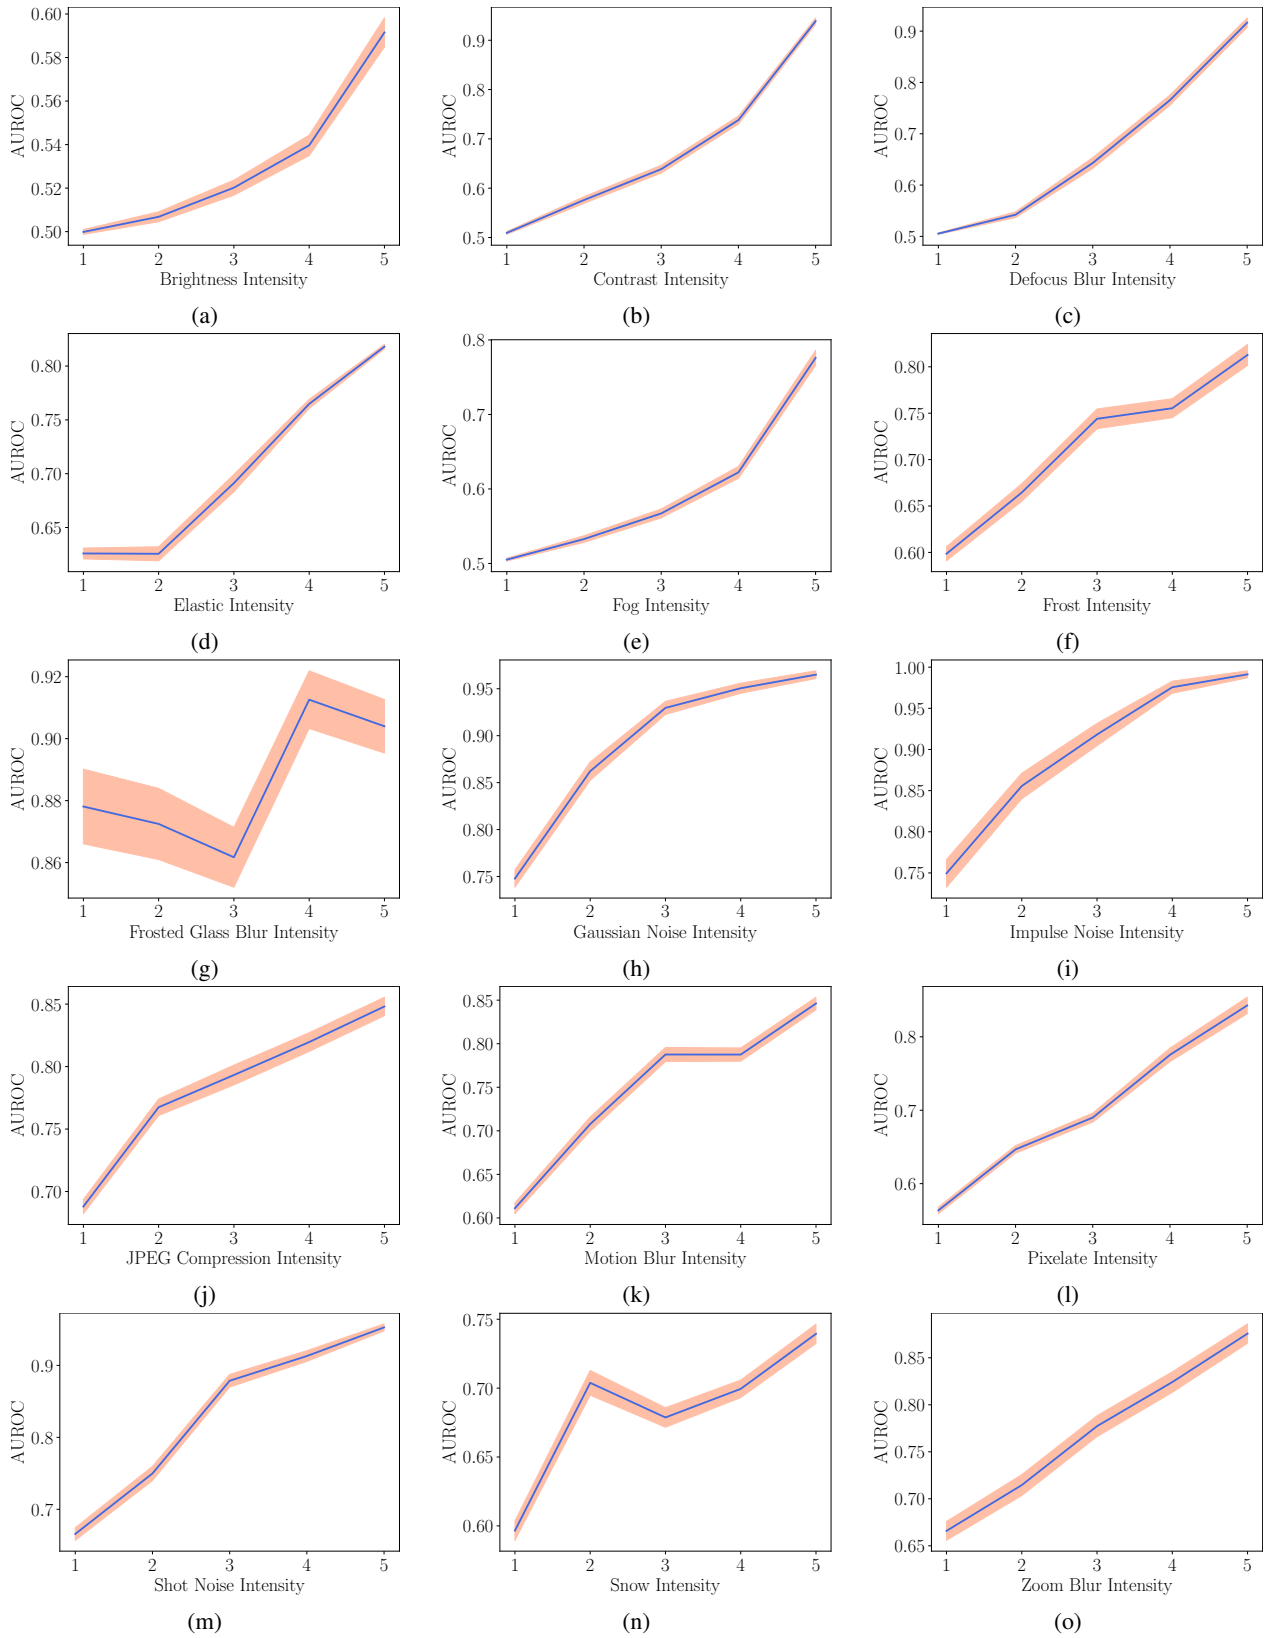 0.60
0.58
0.56
0.54
0.52
0.50
AUROC
1 2 3 4 5
Brightness Intensity
(a)
0.9
0.8
0.7
0.6
0.5
AUROC
1 2 3 4 5
Contrast Intensity
(b)
0.9
0.8
0.7
0.6
0.5
AUROC
1 2 3 4 5
Defocus Blur Intensity
(c)
0.80
0.75
0.70
0.65
AUROC
1 2 3 4 5
Elastic Intensity
(d)
0.8
0.7
0.6
0.5
AUROC
1 2 3 4 5
Fog Intensity
(e)
0.80
0.75
0.70
0.65
0.60
AUROC
1 2 3 4 5
Frost Intensity
(f)
0.92
0.90
0.88
0.86
AUROC
1 2 3 4 5
Frosted Glass Blur Intensity
(g)
0.95
0.90
0.85
0.80
0.75
AUROC
1 2 3 4 5
Gaussian Noise Intensity
(h)
1.00
0.95
0.90
0.85
0.80
0.75
AUROC
1 2 3 4 5
Impulse Noise Intensity
(i)
0.85
0.80
0.75
0.70
AUROC
1 2 3 4 5
JPEG Compression Intensity
(j)
0.85
0.80
0.75
0.70
0.65
0.60
AUROC
1 2 3 4 5
Motion Blur Intensity
(k)
0.8
0.7
0.6
AUROC
1 2 3 4 5
Pixelate Intensity
(l)
0.9
0.8
0.7
AUROC
1 2 3 4 5
Shot Noise Intensity
(m)
0.75
0.70
0.65
0.60
AUROC
1 2 3 4 5
Snow Intensity
(n)
0.85
0.80
0.75
0.70
0.65
AUROC
1 2 3 4 5
Zoom Blur Intensity
(o)